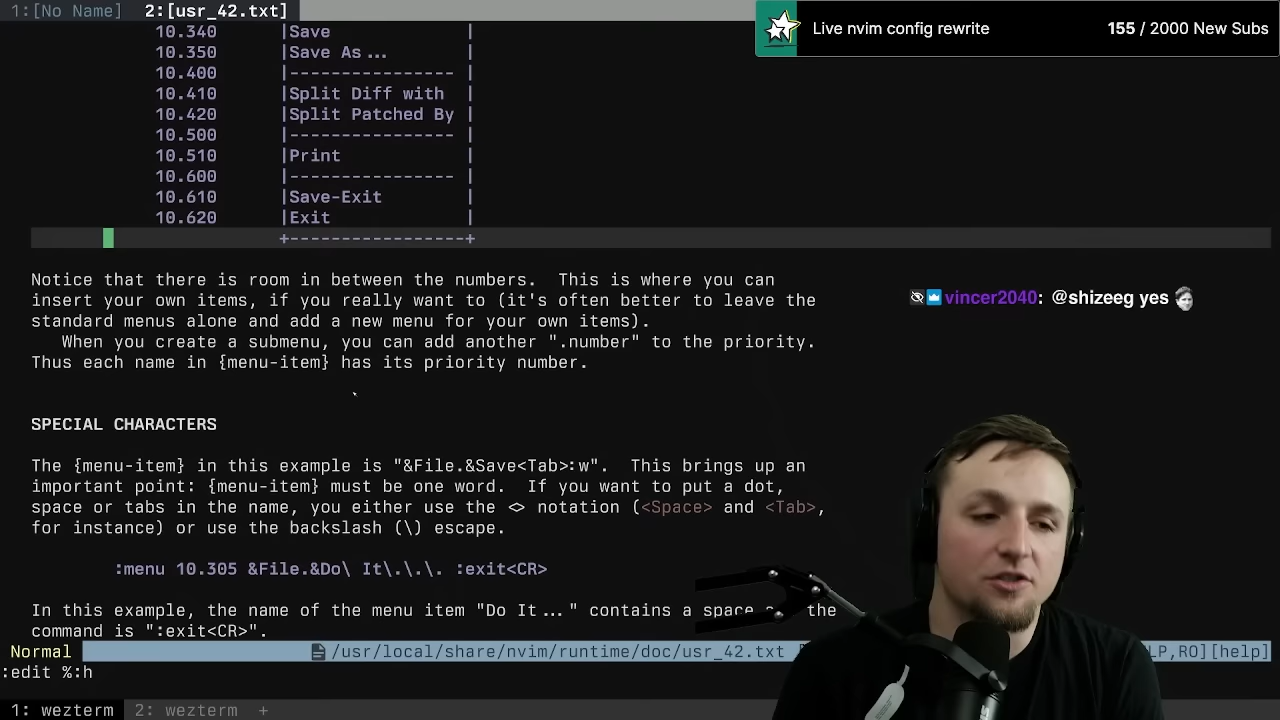 1:[No Name]  2:[usr_42.txt]
Live nvim config rewrite 155 / 2000 New Subs
10.340 |Save |
10.350 |Save As... |
10.400 |---------------- |
10.410 |Split Diff with |
10.420 |Split Patched By |
10.500 |---------------- |
10.510 |Print |
10.600 |---------------- |
10.610 |Save-Exit |
10.620 |Exit |
+-----------------+
Notice that there is room in between the numbers.  This is where you can
insert your own items, if you really want to (it's often better to leave the
standard menus alone and add a new menu for your own items).
When you create a submenu, you can add another ".number" to the priority.
Thus each name in {menu-item} has its priority number.
vincer2040: @shizeeg yes
SPECIAL CHARACTERS
The {menu-item} in this example is "&File.&Save<Tab>:w".  This brings up an
important point: {menu-item} must be one word.  If you want to put a dot,
space or tabs in the name, you either use the <> notation (<Space> and <Tab>,
for instance) or use the backslash (\) escape.
:menu 10.305 &File.&Do\ It\.\.\. :exit<CR>
In this example, the name of the menu item "Do It..." contains a space the
command is ":exit<CR>".
Normal /usr/local/share/nvim/runtime/doc/usr_42.txt LP,RO][help]
:edit %:h
1: wezterm  2: wezterm  +